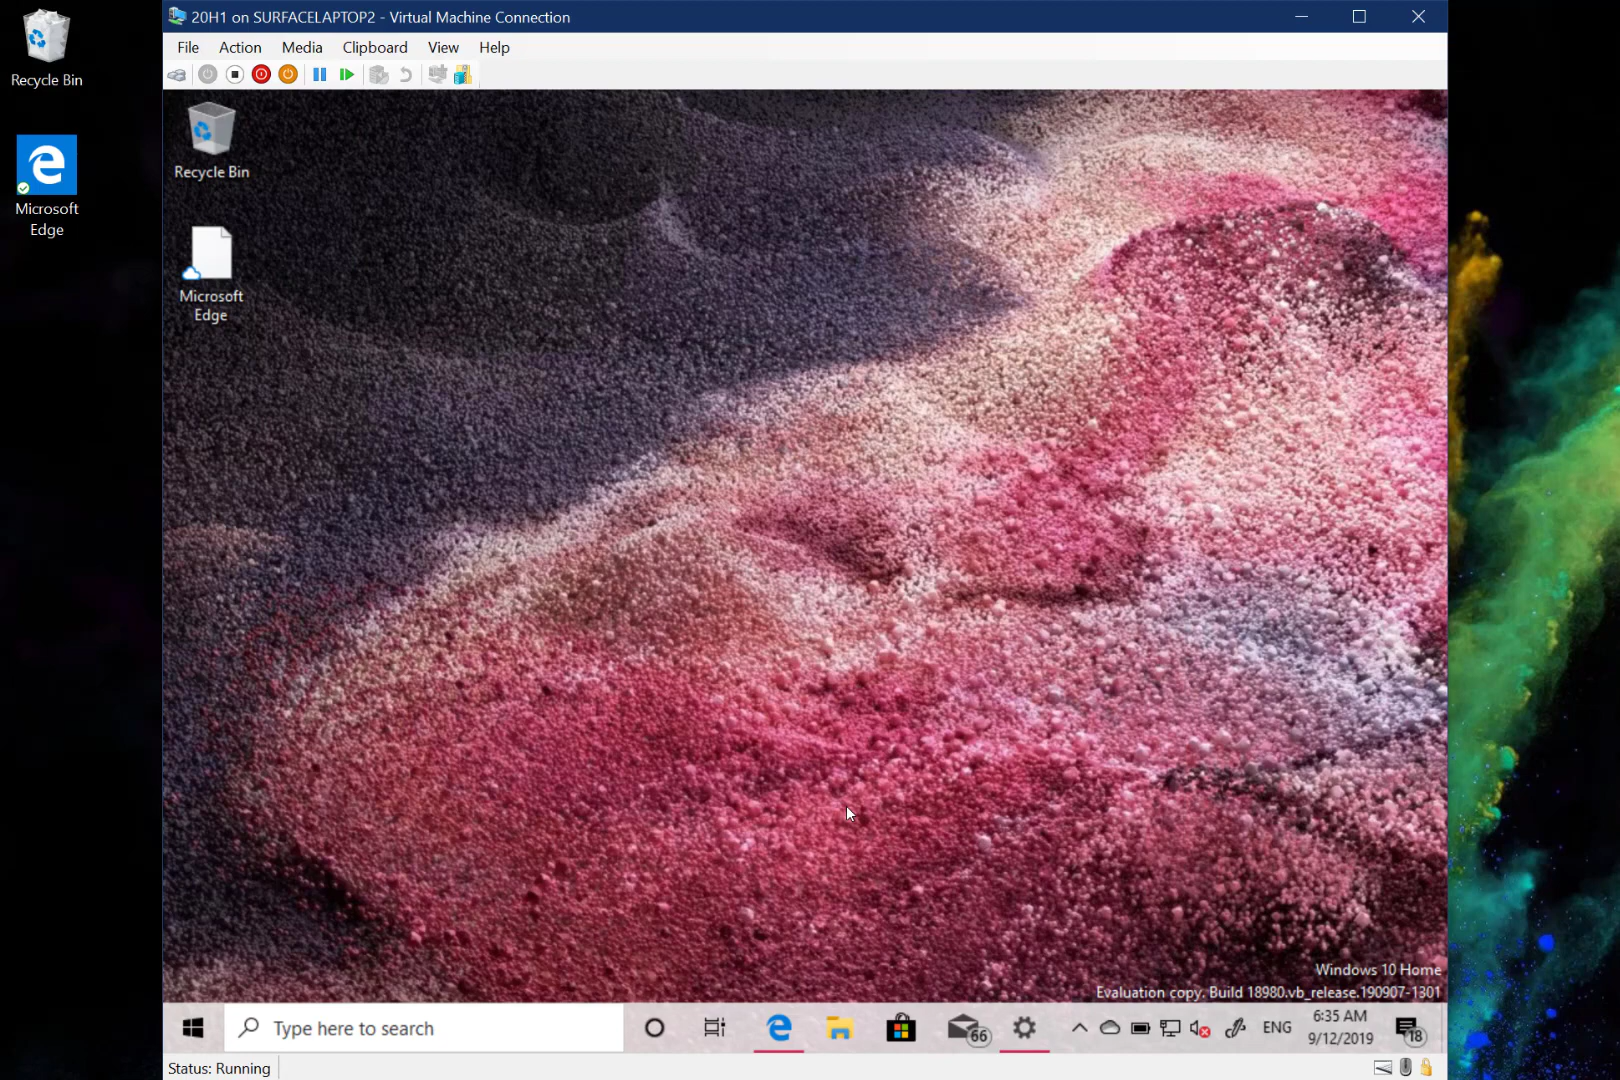 Recycle Bin
Microsoft
Edge
20H1 on SURFACELAPTOP2 - Virtual Machine Connection
File Action Media Clipboard View Help
Recycle Bin
Microsoft
Edge
Windows 10 Home
Evaluation copy. Build 18980.vb_release.190907-1301
Type here to search
66
ENG
6:35 AM
9/12/2019
18
Status: Running